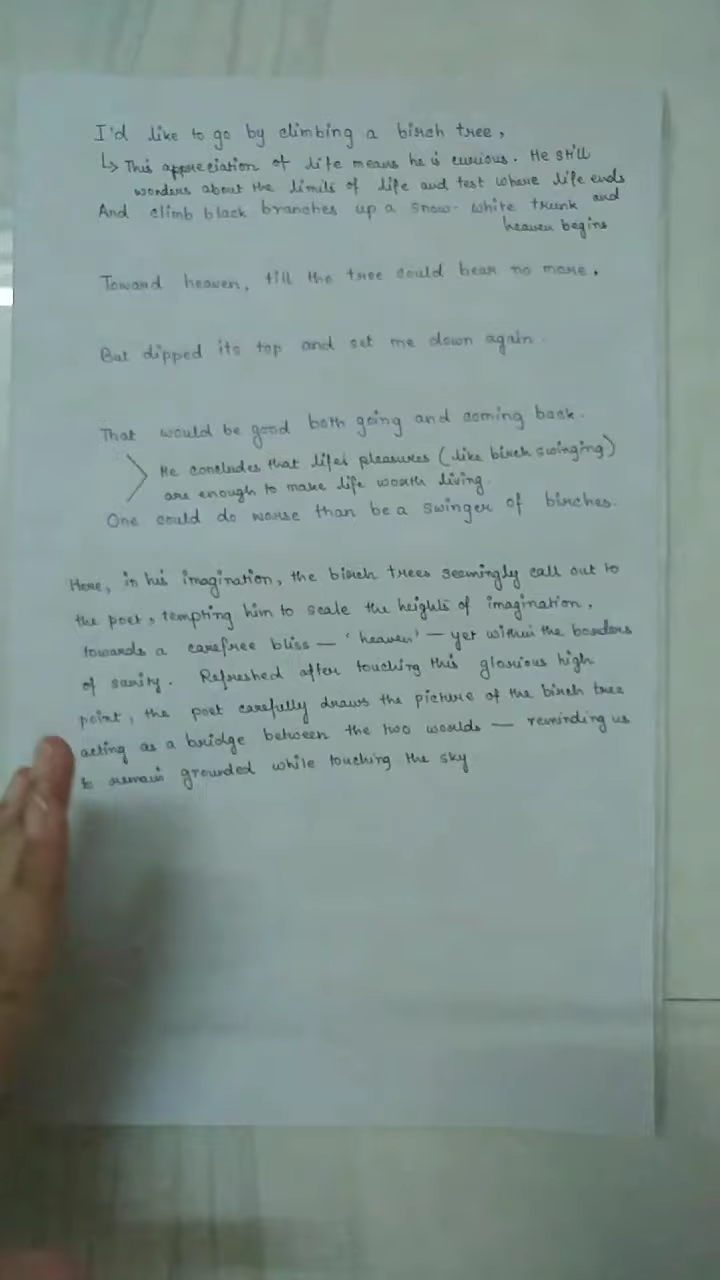 I'd like to go by climbing a birch tree,
↳ This appreciation of life means he is curious. He still
wonders about the limits of life and test where life ends
and
And climb black branches up a snow-white trunk
heaven begins
Toward heaven, till the tree could bear no more,
But dipped its top and set me down again.
That would be good both going and coming back.
He concludes that life's pleasures (like birch swinging)
are enough to make life worth living.
One could do worse than be a swinger of birches.
Here, in his imagination, the birch trees seemingly call out to
the poet, tempting him to scale the heights of imagination,
towards a carefree bliss — 'heaven' — yet within the borders
of sanity. Refreshed after touching this glorious high
point, the poet carefully draws the picture of the birch tree
acting as a bridge between the two worlds — reminding us
to remain grounded while touching the sky